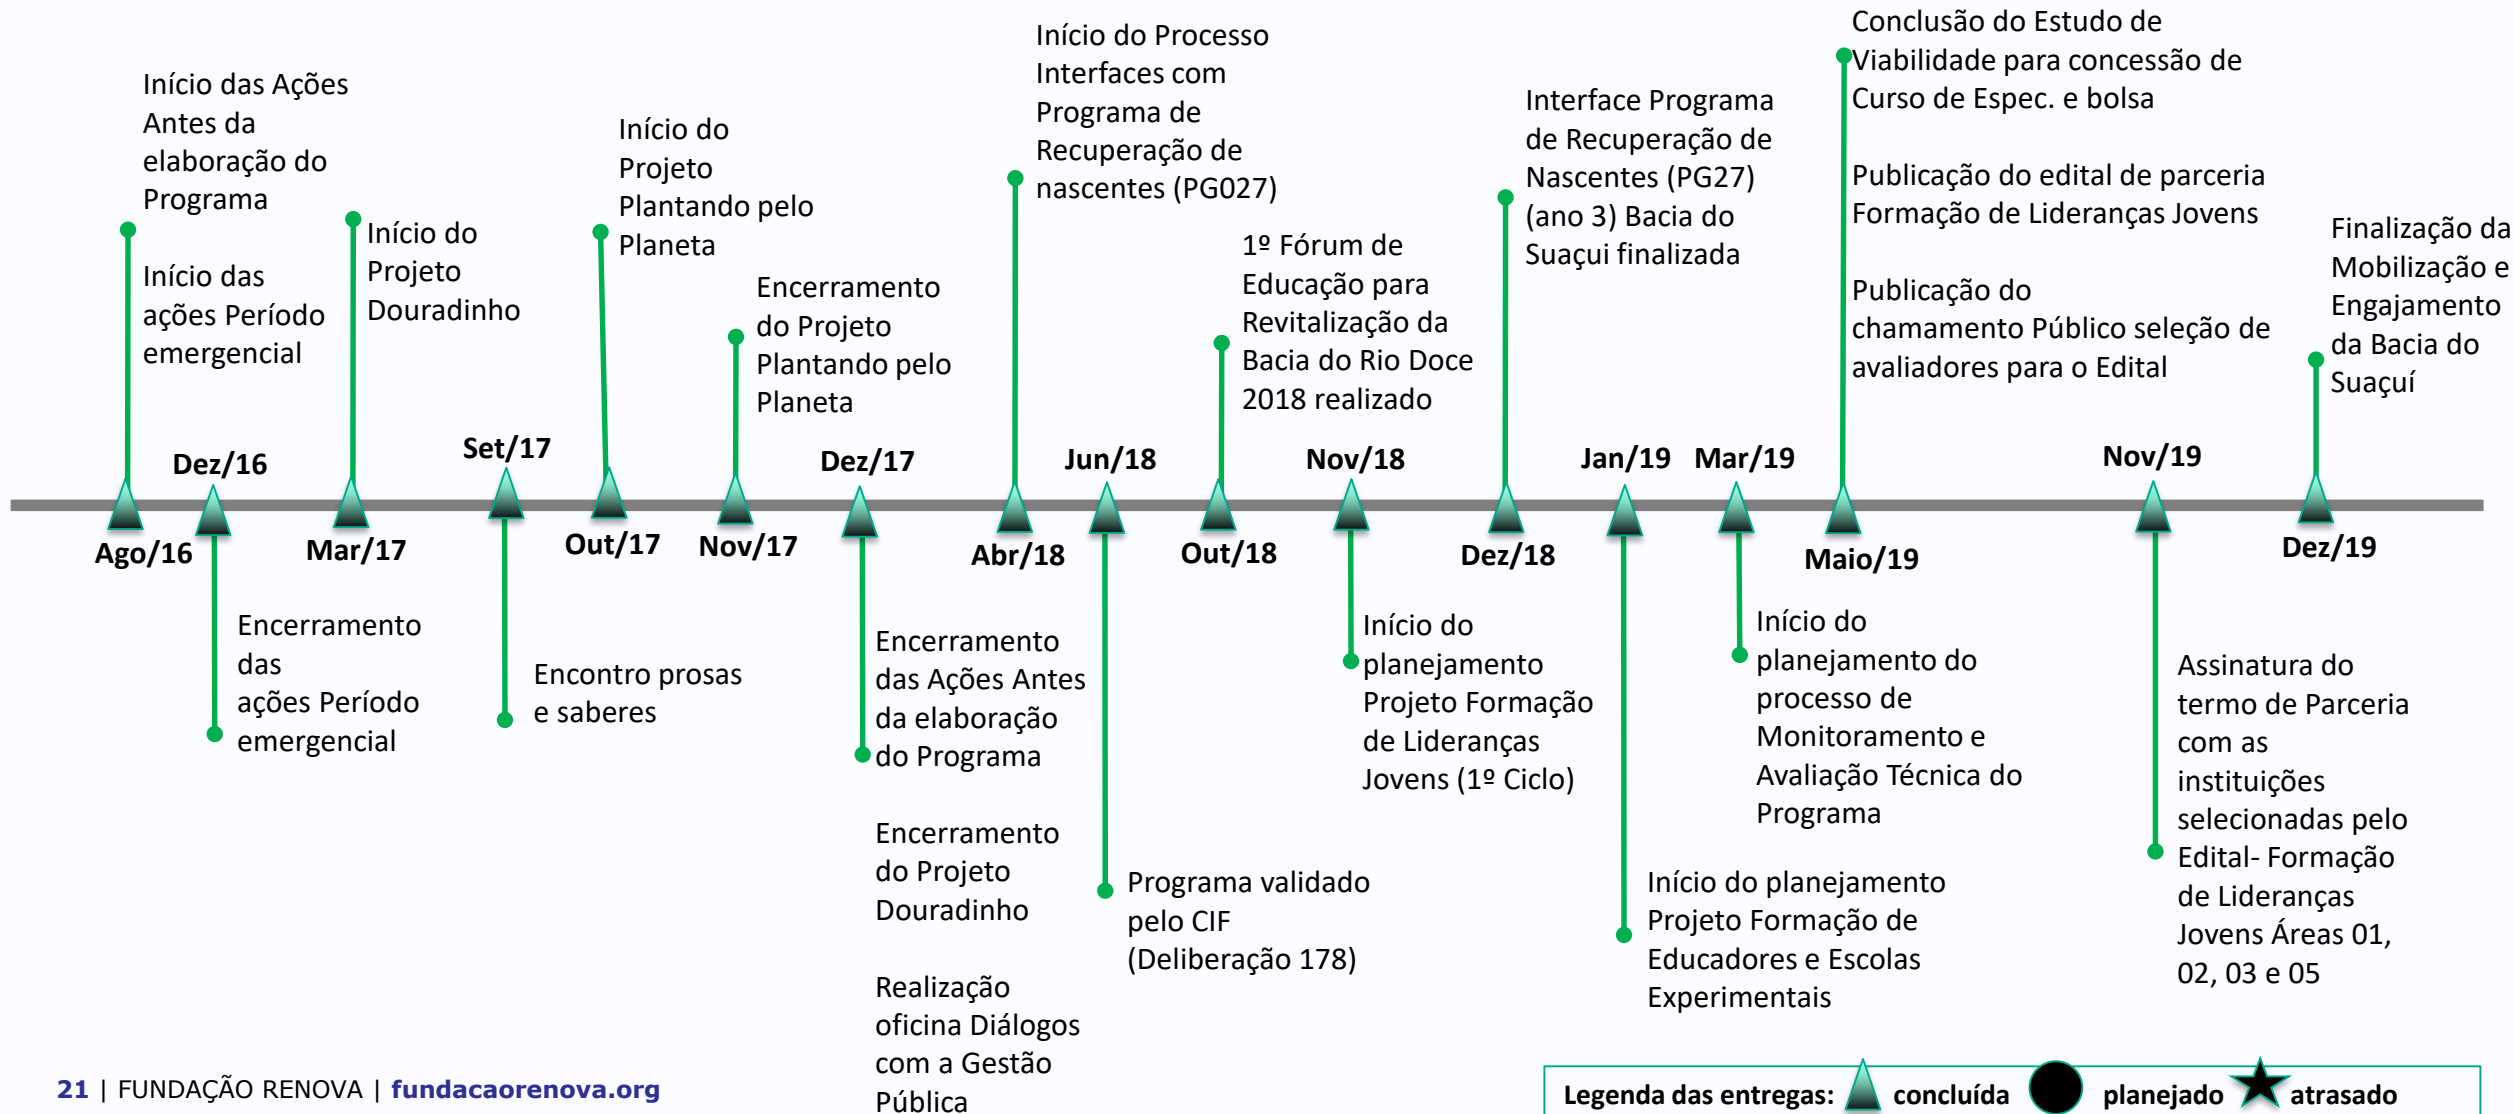 Início das Ações
Antes da
elaboração do
Programa
Início das
ações Período
emergencial
Ago/16
Dez/16
Encerramento
das
ações Período
emergencial
Início do
Projeto
Douradinho
Mar/17
Set/17
Encontro prosas
e saberes
Início do
Projeto
Plantando pelo
Planeta
Out/17
Encerramento
do Projeto
Plantando pelo
Planeta
Nov/17
Dez/17
Encerramento
das Ações Antes
da elaboração
do Programa
Encerramento
do Projeto
Douradinho
Realização
oficina Diálogos
com a Gestão
Pública
Início do Processo
Interfaces com
Programa de
Recuperação de
nascentes (PG027)
Abr/18
Jun/18
Programa validado
pelo CIF
(Deliberação 178)
1º Fórum de
Educação para
Revitalização da
Bacia do Rio Doce
2018 realizado
Out/18
Nov/18
Início do
planejamento
Projeto Formação
de Lideranças
Jovens (1º Ciclo)
Interface Programa
de Recuperação de
Nascentes (PG27)
(ano 3) Bacia do
Suaçui finalizada
Dez/18
Jan/19
Início do planejamento
Projeto Formação de
Educadores e Escolas
Experimentais
Mar/19
Início do
planejamento do
processo de
Monitoramento e
Avaliação Técnica do
Programa
Conclusão do Estudo de
Viabilidade para concessão de
Curso de Espec. e bolsa
Publicação do edital de parceria
Formação de Lideranças Jovens
Publicação do
chamamento Público seleção de
avaliadores para o Edital
Maio/19
Nov/19
Assinatura do
termo de Parceria
com as
instituições
selecionadas pelo
Edital- Formação
de Lideranças
Jovens Áreas 01,
02, 03 e 05
Finalização da
Mobilização e
Engajamento
da Bacia do
Suaçuí
Dez/19
21 | FUNDAÇÃO RENOVA | fundacaorenova.org
Legenda das entregas: concluída planejado atrasado